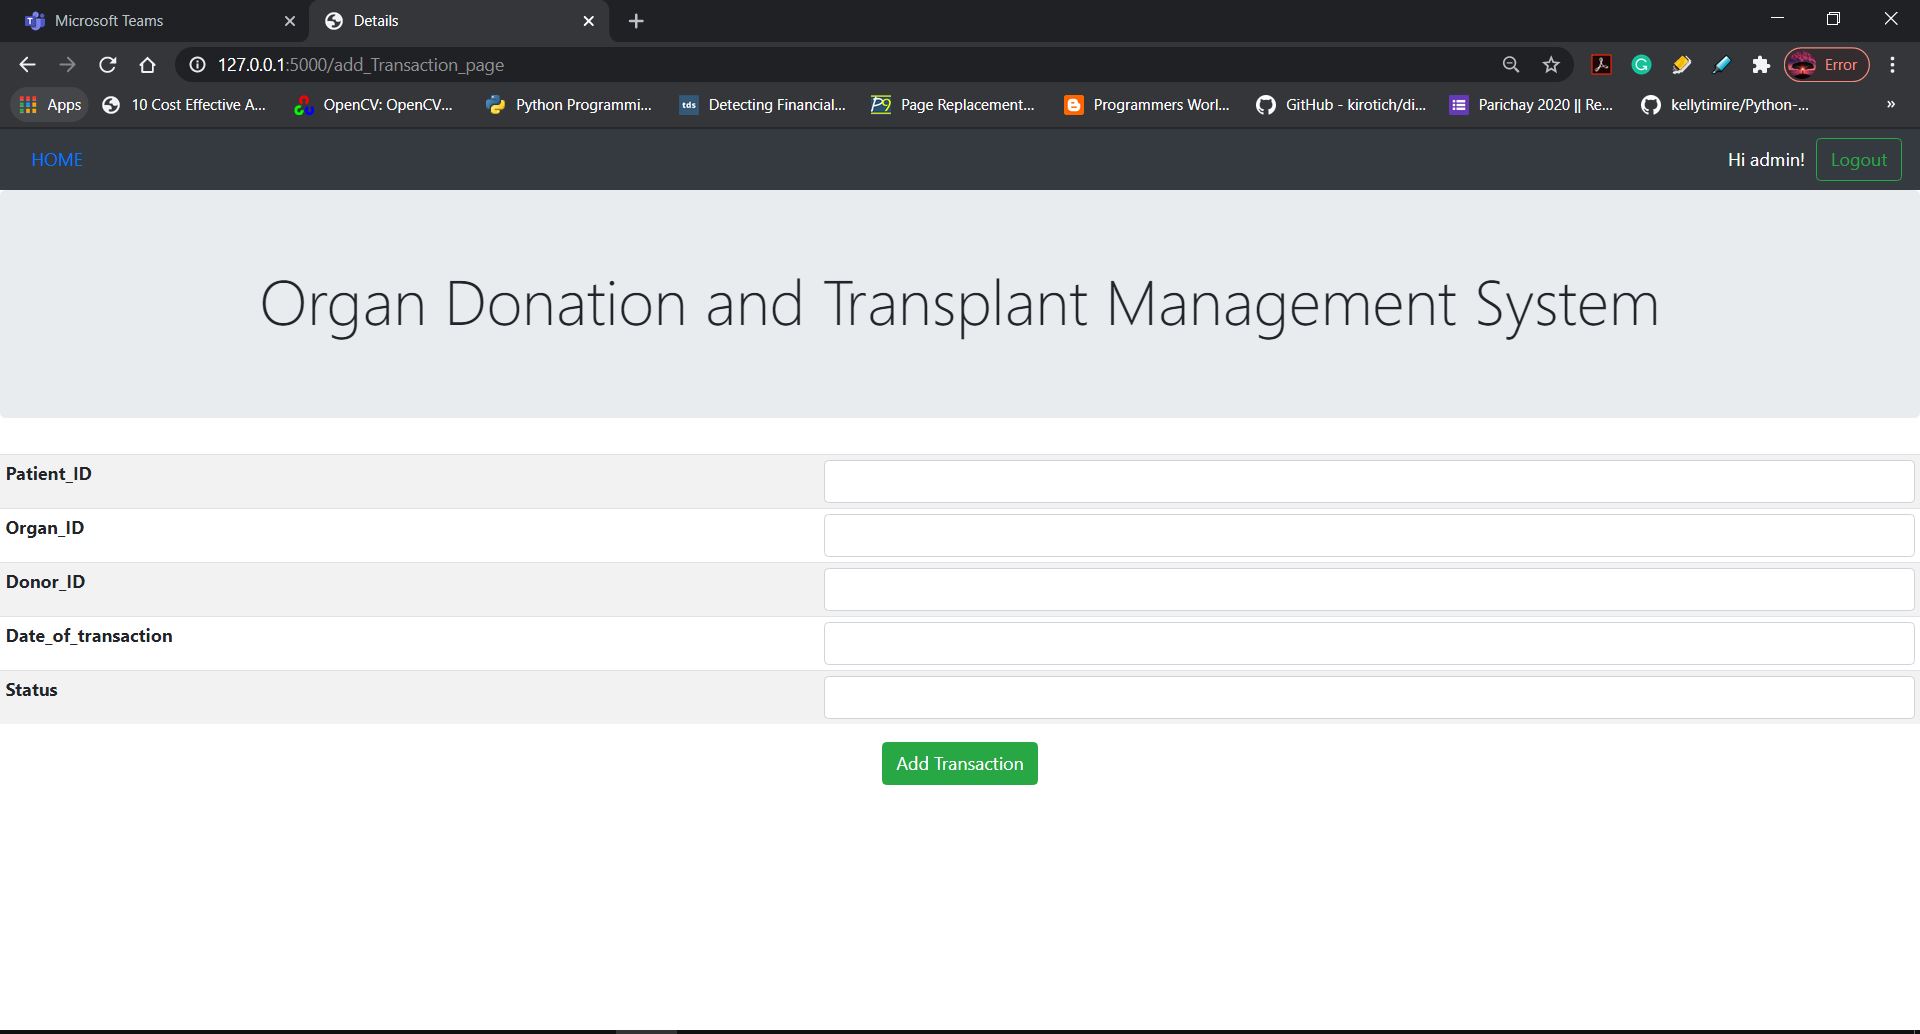 Microsoft Teams
Details
127.0.0.1:5000/add_Transaction_page
Error
Apps
10 Cost Effective A...
OpenCV: OpenCV...
Python Programmi...
tds
Detecting Financial...
Page Replacement...
Programmers Worl...
GitHub - kirotich/di...
Parichay 2020 || Re...
kellytimire/Python-...
»
HOME
Hi admin!
Logout
Organ Donation and Transplant Management System
Patient_ID
Organ_ID
Donor_ID
Date_of_transaction
Status
Add Transaction